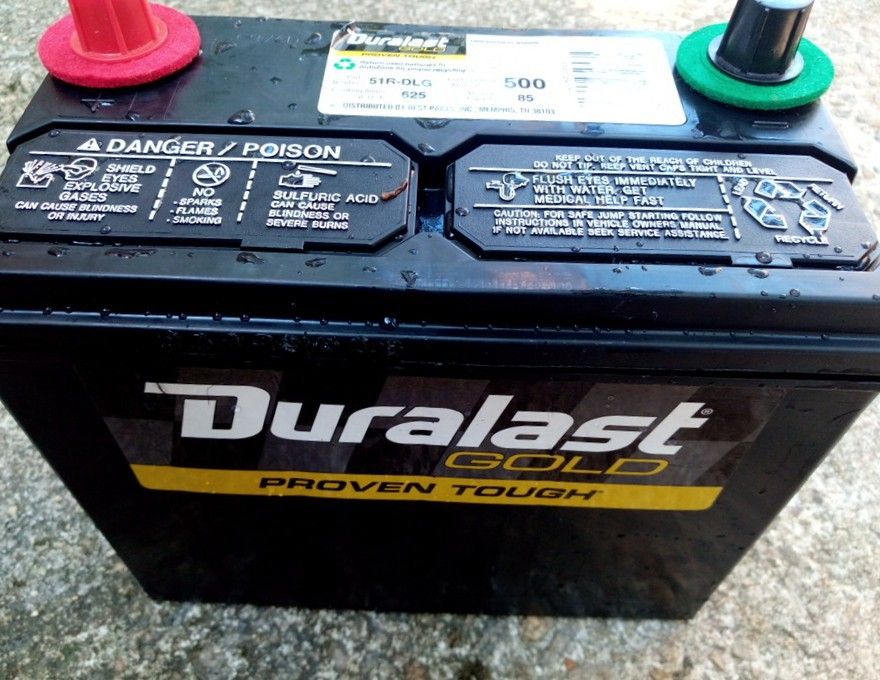 Duralast
GOLD
PROVEN TOUGH
51R-DLG
500
625
85
DISTRIBUTED BY BEST PARTS, INC., MEMPHIS, TN 38103
DANGER / POISON
SHIELD
EYES
EXPLOSIVE
GASES
CAN CAUSE BLINDNESS
OR INJURY
NO
- SPARKS
- FLAMES
- SMOKING
SULFURIC ACID
CAN CAUSE
BLINDNESS OR
SEVERE BURNS
KEEP OUT OF THE REACH OF CHILDREN
DO NOT TIP. KEEP VENT CAPS TIGHT AND LEVEL
FLUSH EYES IMMEDIATELY
WITH WATER, GET
MEDICAL HELP FAST
CAUTION: FOR SAFE JUMP STARTING FOLLOW
INSTRUCTIONS IN VEHICLE OWNERS MANUAL
IF NOT AVAILABLE SEEK SERVICE ASSISTANCE.
LEAD
RETURN
RECYCLE
Duralast®
GOLD
PROVEN TOUGH™